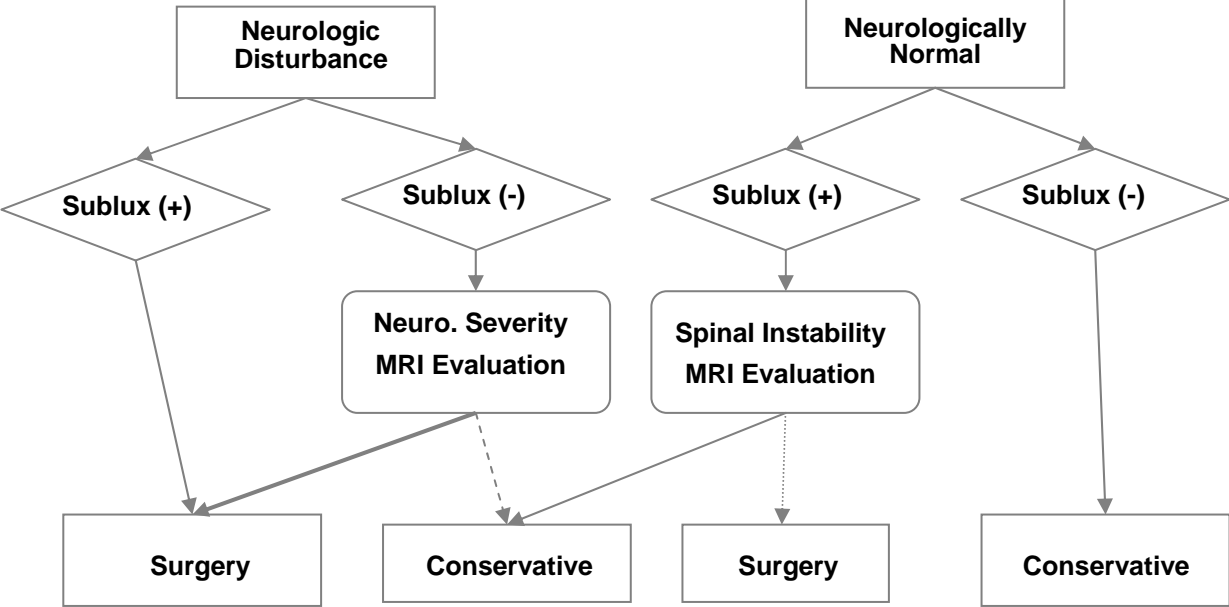 Neurologic
Disturbance
Neurologically
Normal
Sublux (+)
Sublux (-)
Sublux (+)
Sublux (-)
Neuro. Severity
MRI Evaluation
Spinal Instability
MRI Evaluation
Surgery
Conservative
Surgery
Conservative